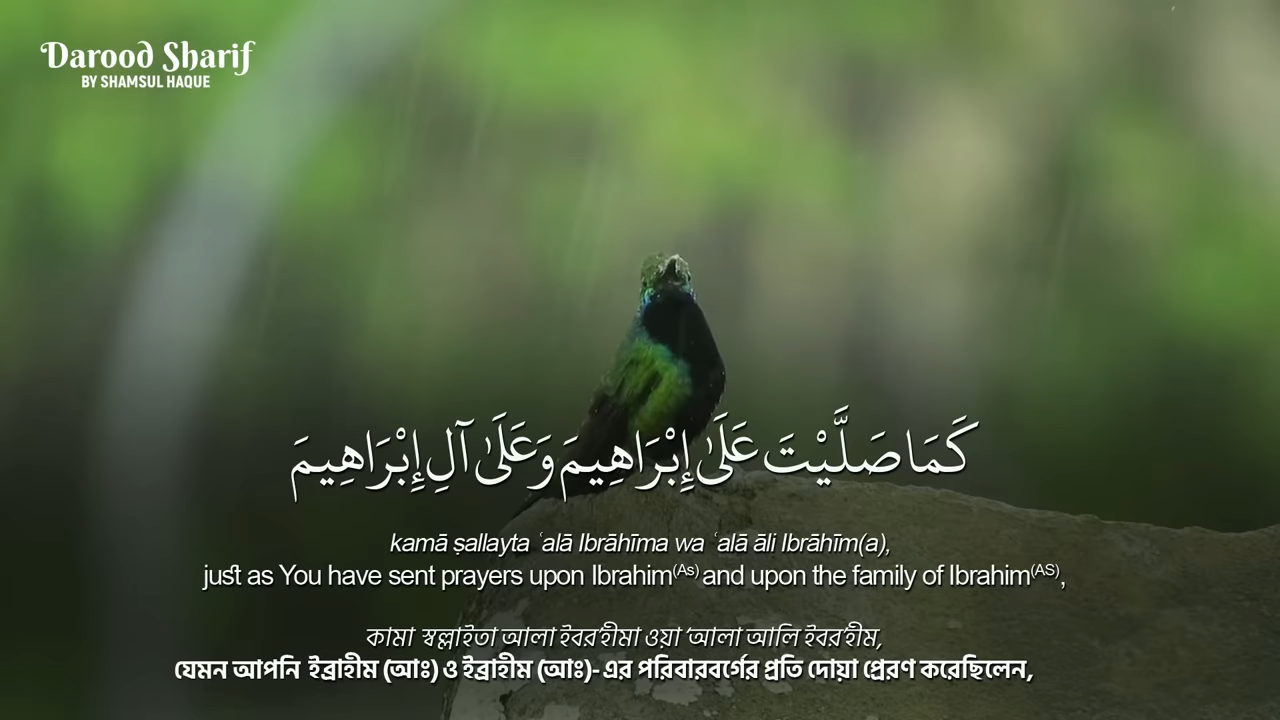 Darood Sharif
BY SHAMSUL HAQUE
كَمَا صَلَّيْتَ عَلَىٰ إِبْرَاهِيمَ وَعَلَىٰ آلِ إِبْرَاهِيمَ
kamā ṣallayta ʿalā Ibrāhīma wa ʿalā āli Ibrāhīm(a),
just as You have sent prayers upon Ibrahim(As) and upon the family of Ibrahim(AS),
কামা স্বল্লাইতা আলা ইবর’হীমা ওয়া ‘আলা আলি ইবর’হীম,
যেমন আপনি ইব্রাহীম (আঃ) ও ইব্রাহীম (আঃ)- এর পরিবারবর্গের প্রতি দোয়া প্রেরণ করেছিলেন,